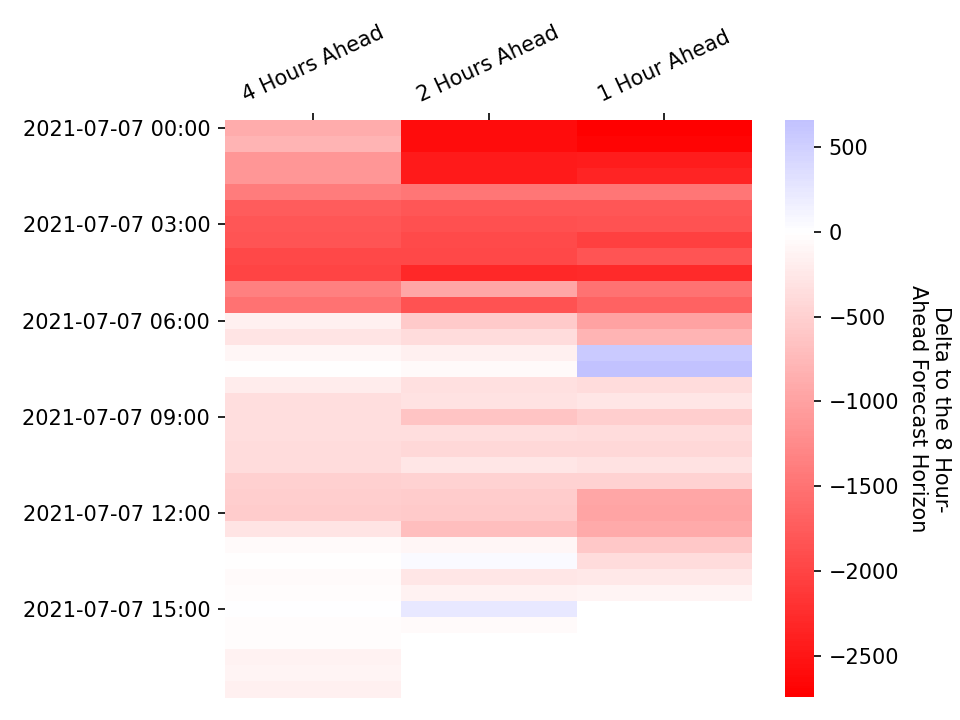 4 Hours Ahead
2 Hours Ahead
1 Hour Ahead
2021-07-07 00:00
2021-07-07 03:00
2021-07-07 06:00
2021-07-07 09:00
2021-07-07 12:00
2021-07-07 15:00
500
0
−500
−1000
−1500
−2000
−2500
Delta to the 8 Hour-
Ahead Forecast Horizon